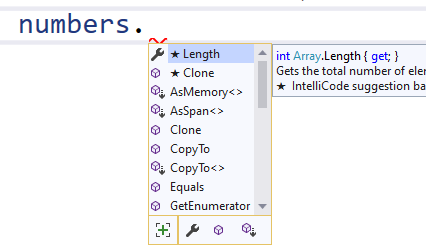 numbers.
★ Length
★ Clone
AsMemory<>
AsSpan<>
Clone
CopyTo
CopyTo<>
Equals
GetEnumerator
int Array.Length { get; }
Gets the total number of ele
★ IntelliCode suggestion ba